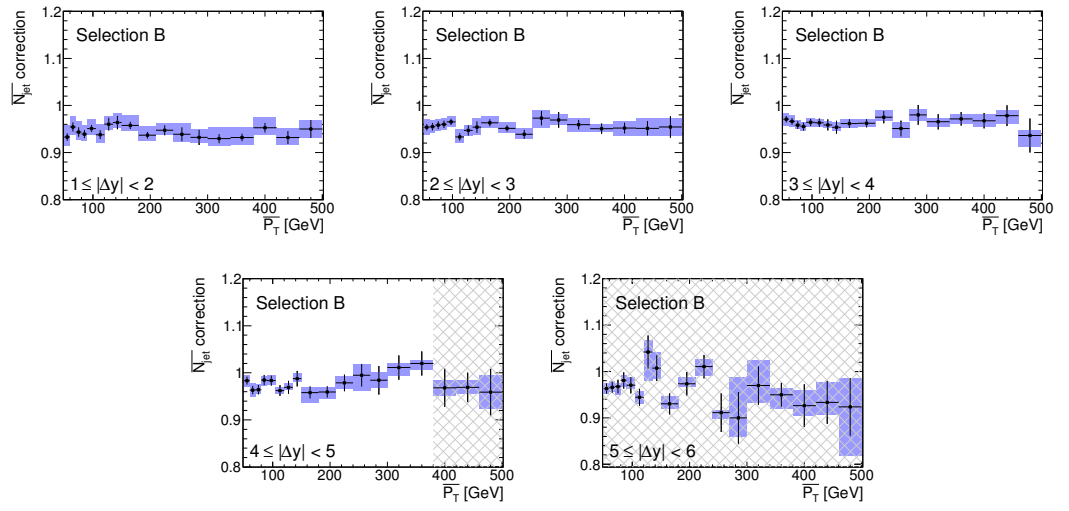 1.2
Selection B
1.1
1
0.9
0.8
N̅jet correction
1 ≤ |Δy| < 2
100 200 300 400 500
P̅T [GeV]
1.2
Selection B
1.1
1
0.9
0.8
N̅jet correction
2 ≤ |Δy| < 3
100 200 300 400 500
P̅T [GeV]
1.2
Selection B
1.1
1
0.9
0.8
N̅jet correction
3 ≤ |Δy| < 4
100 200 300 400 500
P̅T [GeV]
1.2
Selection B
1.1
1
0.9
0.8
N̅jet correction
4 ≤ |Δy| < 5
100 200 300 400 500
P̅T [GeV]
1.2
Selection B
1.1
1
0.9
0.8
N̅jet correction
5 ≤ |Δy| < 6
100 200 300 400 500
P̅T [GeV]